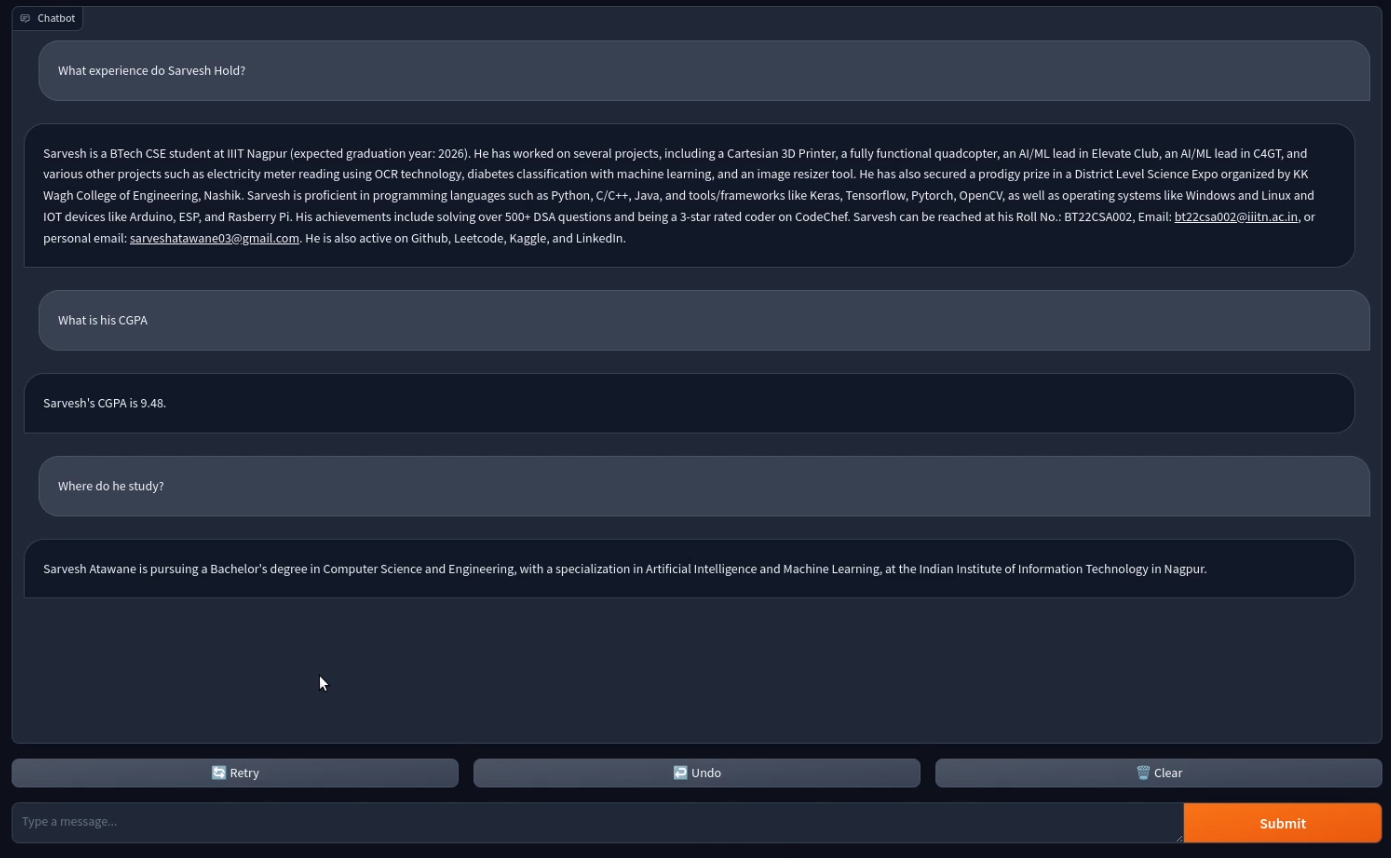 Chatbot
What experience do Sarvesh Hold?
Sarvesh is a BTech CSE student at IIIT Nagpur (expected graduation year: 2026). He has worked on several projects, including a Cartesian 3D Printer, a fully functional quadcopter, an AI/ML lead in Elevate Club, an AI/ML lead in C4GT, and
various other projects such as electricity meter reading using OCR technology, diabetes classification with machine learning, and an image resizer tool. He has also secured a prodigy prize in a District Level Science Expo organized by KK
Wagh College of Engineering, Nashik. Sarvesh is proficient in programming languages such as Python, C/C++, Java, and tools/frameworks like Keras, Tensorflow, Pytorch, OpenCV, as well as operating systems like Windows and Linux and
IOT devices like Arduino, ESP, and Rasberry Pi. His achievements include solving over 500+ DSA questions and being a 3-star rated coder on CodeChef. Sarvesh can be reached at his Roll No.: BT22CSA002, Email: bt22csa002@iiitn.ac.in, or
personal email: sarveshatawane03@gmail.com. He is also active on Github, Leetcode, Kaggle, and LinkedIn.
What is his CGPA
Sarvesh's CGPA is 9.48.
Where do he study?
Sarvesh Atawane is pursuing a Bachelor's degree in Computer Science and Engineering, with a specialization in Artificial Intelligence and Machine Learning, at the Indian Institute of Information Technology in Nagpur.
Retry
Undo
Clear
Type a message...
Submit